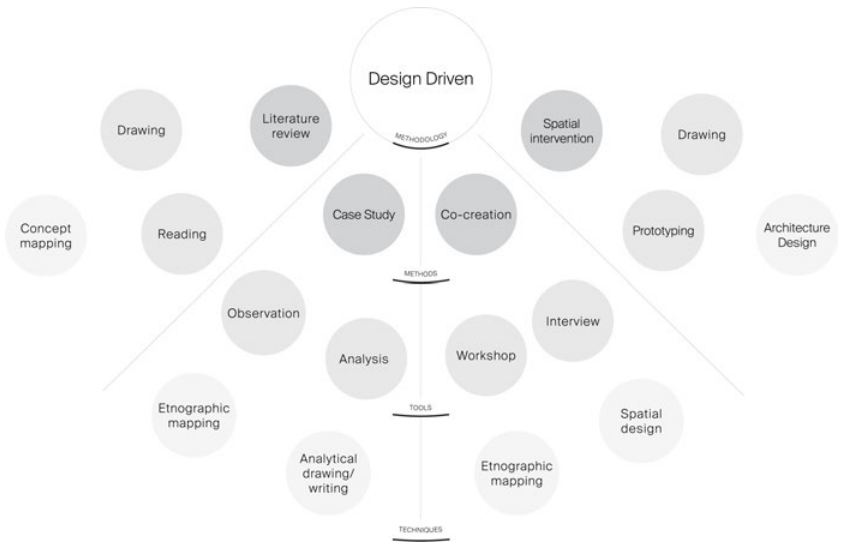 Design Driven
METHODOLOGY
Drawing
Literature
review
Spatial
intervention
Drawing
Concept
mapping
Reading
Case Study
Co-creation
Prototyping
Architecture
Design
METHODS
Observation
Analysis
Workshop
Interview
TOOLS
Etnographic
mapping
Analytical
drawing/
writing
Etnographic
mapping
Spatial
design
TECHNIQUES